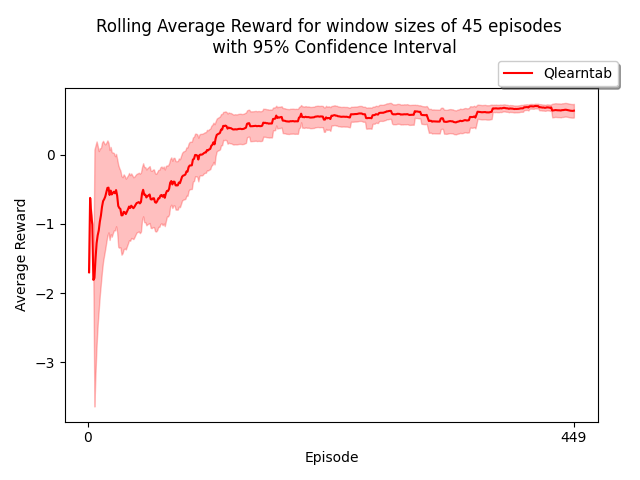 Rolling Average Reward for window sizes of 45 episodes
with 95% Confidence Interval
Qlearntab
0
−1
−2
−3
Average Reward
0
449
Episode